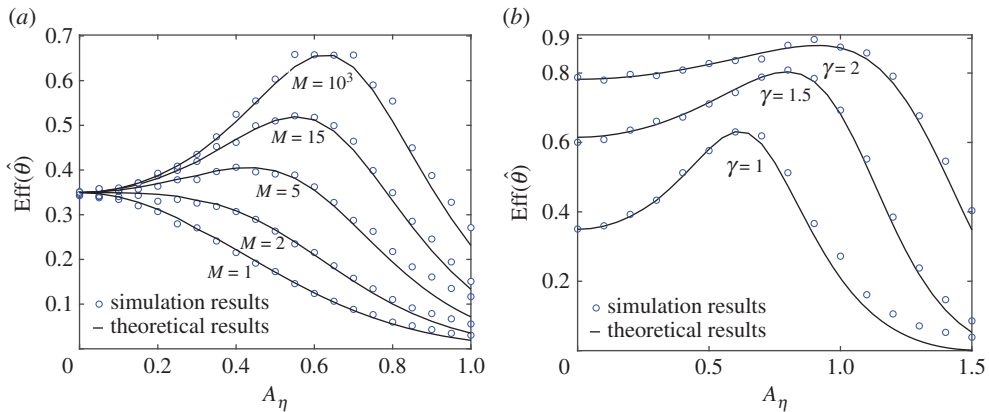 (a)
0.7
0.6
0.5
0.4
0.3
0.2
0.1
Eff(θ̂)
M = 10³
M = 15
M = 5
M = 2
M = 1
simulation results
theoretical results
0 0.2 0.4 0.6 0.8 1.0
Aη
(b)
0.9
0.8
0.6
0.4
0.2
Eff(θ̂)
γ = 2
γ = 1.5
γ = 1
simulation results
theoretical results
0 0.5 1.0 1.5
Aη